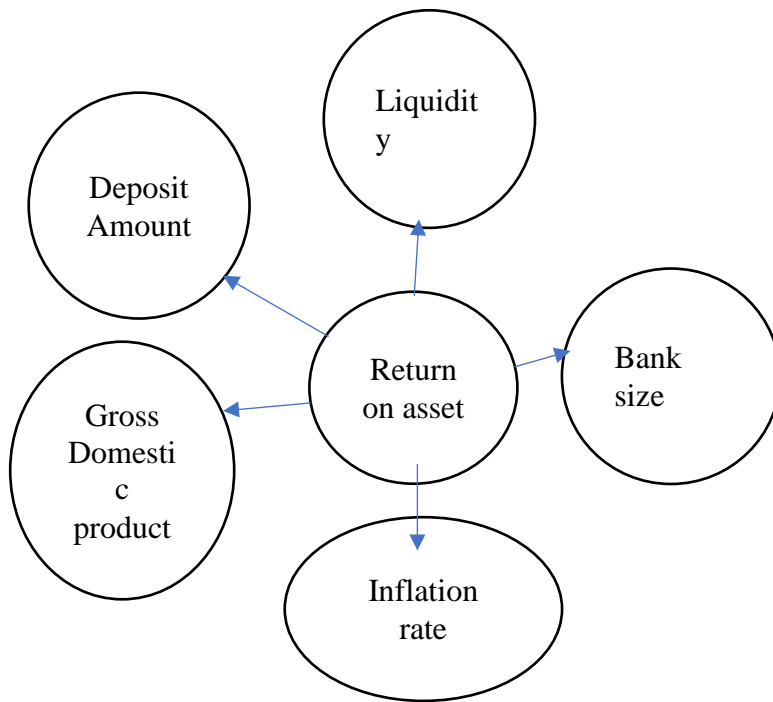 Liquidit
y
Deposit
Amount
Return
on asset
Bank
size
Gross
Domesti
c
product
Inflation
rate